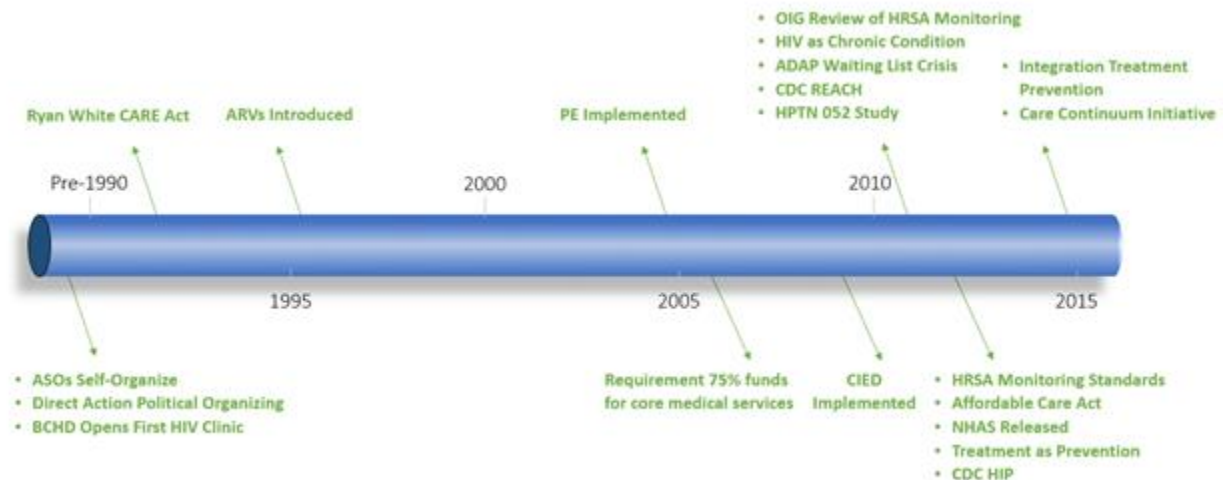 • OIG Review of HRSA Monitoring
• HIV as Chronic Condition
• ADAP Waiting List Crisis
• CDC REACH
• HPTN 052 Study
• Integration Treatment
Prevention
• Care Continuum Initiative
Ryan White CARE Act
ARVs Introduced
PE Implemented
Pre-1990
2000
2010
1995
2005
2015
• ASOs Self-Organize
• Direct Action Political Organizing
• BCHD Opens First HIV Clinic
Requirement 75% funds
for core medical services
CIED
Implemented
• HRSA Monitoring Standards
• Affordable Care Act
• NHAS Released
• Treatment as Prevention
• CDC HIP